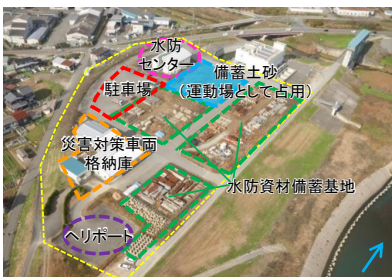 水防
センター
備蓄土砂
(運動場として占用)
駐車場
災害対策車両
格納庫
水防資材備蓄基地
ヘリポート